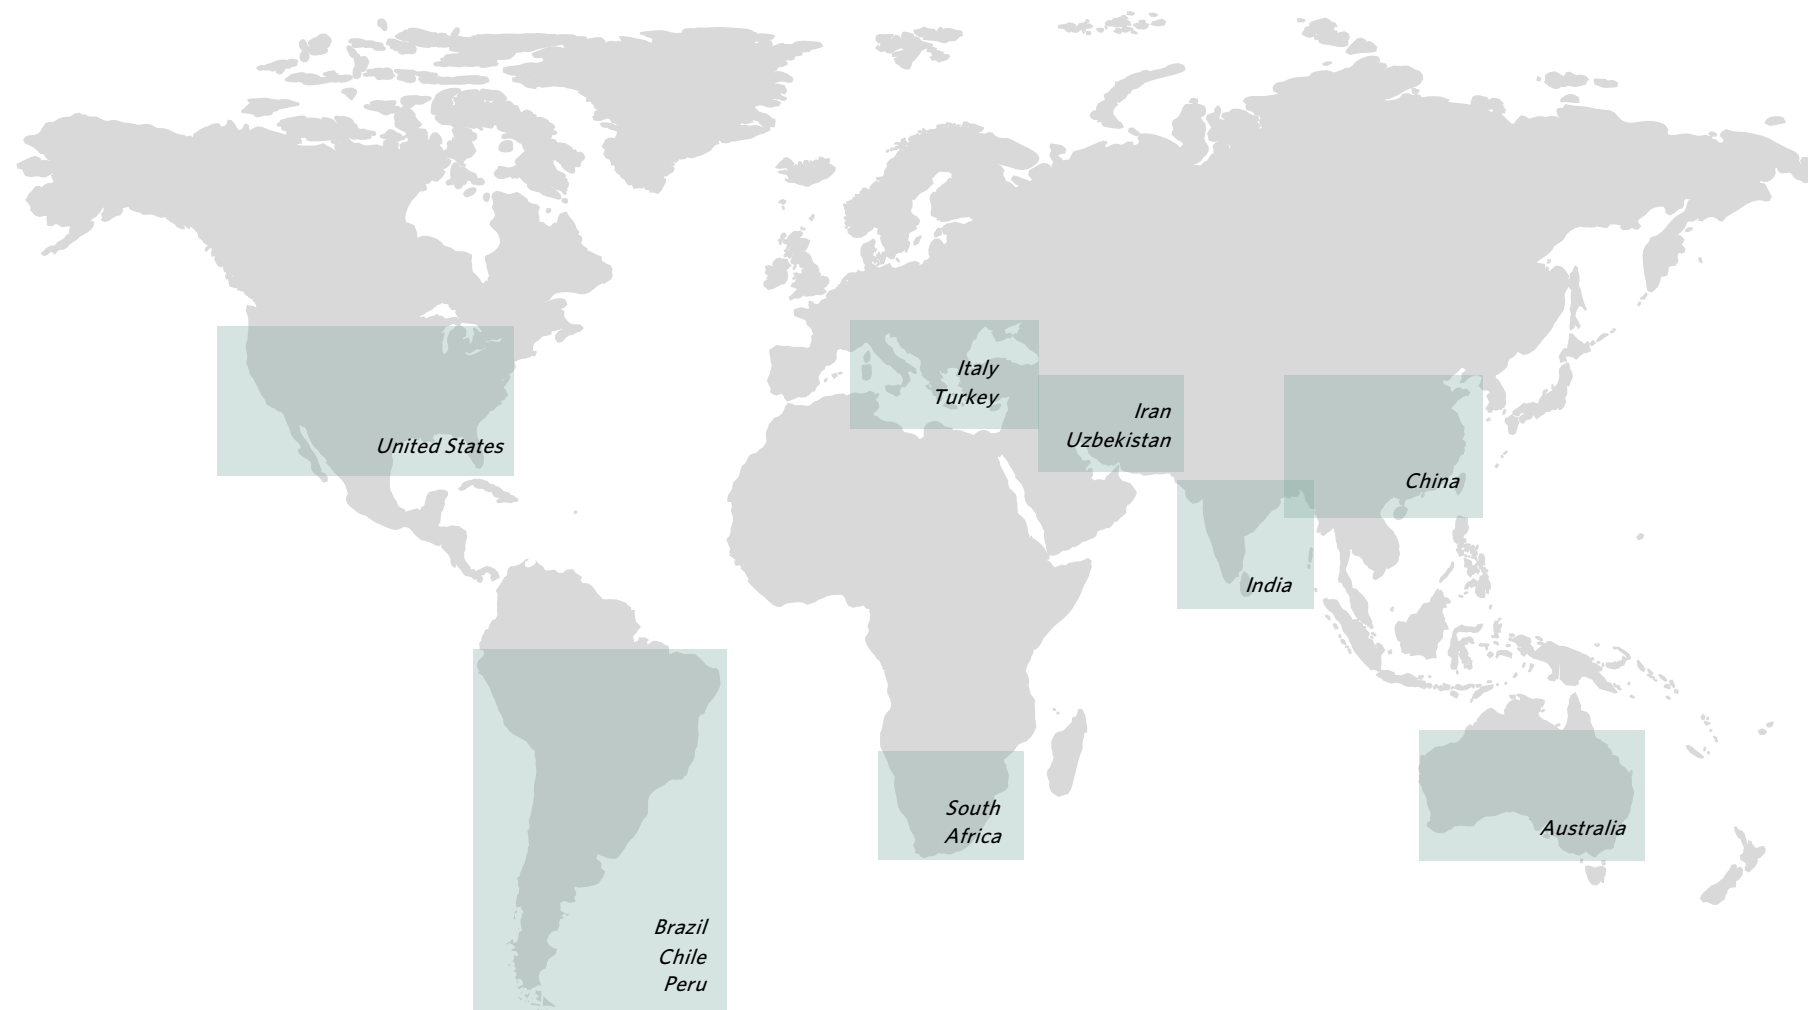 Italy
Turkey
Iran
Uzbekistan
United States
China
India
South
Africa
Australia
Brazil
Chile
Peru